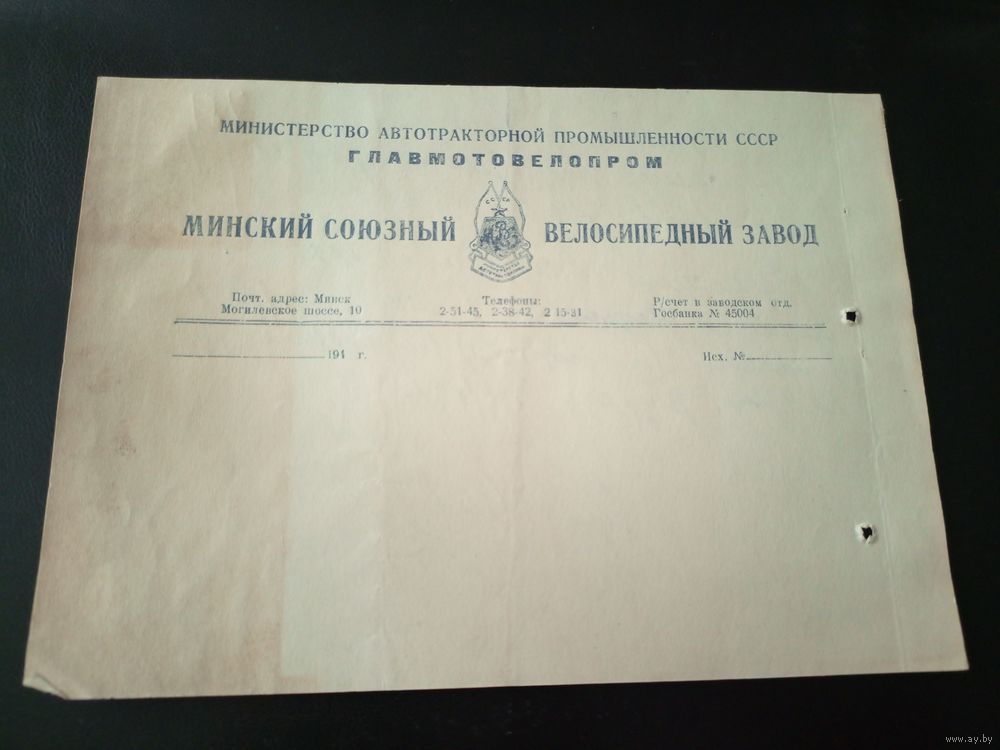 МИНИСТЕРСТВО АВТОТРАКТОРНОЙ ПРОМЫШЛЕННОСТИ СССР
ГЛАВМОТОВЕЛОПРОМ
СССР
МИНСКИЙ СОЮЗНЫЙ ВЕЛОСИПЕДНЫЙ ЗАВОД
Почт. адрес: Минск Телефоны: Р/счет в заводском отд.
Могилевское шоссе, 10 2-51-45, 2-38-42, 2 15-31 Госбанка № 45004
194 г. Исх. №
www.ay.by